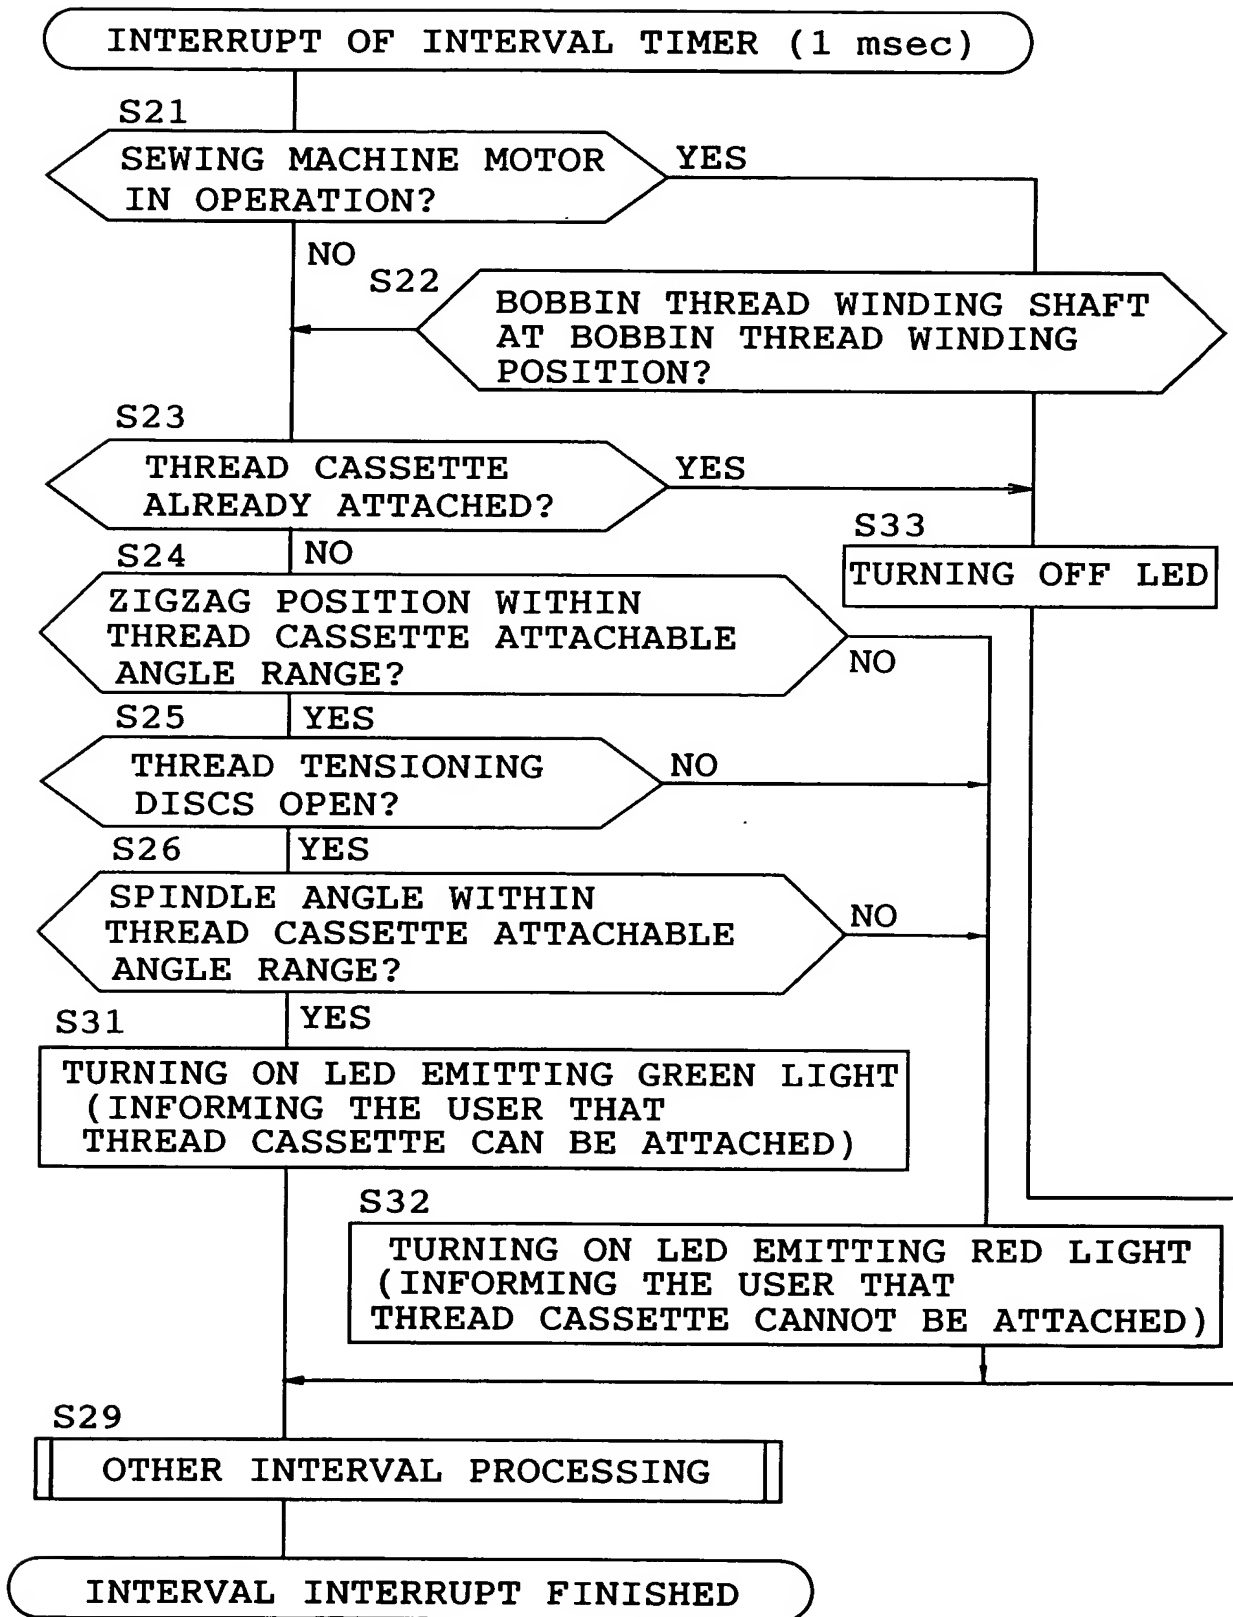 INTERRUPT OF INTERVAL TIMER (1 msec)
S21
SEWING MACHINE MOTOR
IN OPERATION?
YES
NO
S22
BOBBIN THREAD WINDING SHAFT
AT BOBBIN THREAD WINDING
POSITION?
S23
THREAD CASSETTE
ALREADY ATTACHED?
YES
NO
S33
TURNING OFF LED
S24
ZIGZAG POSITION WITHIN
THREAD CASSETTE ATTACHABLE
ANGLE RANGE?
NO
YES
S25
THREAD TENSIONING
DISCS OPEN?
NO
YES
S26
SPINDLE ANGLE WITHIN
THREAD CASSETTE ATTACHABLE
ANGLE RANGE?
NO
YES
S31
TURNING ON LED EMITTING GREEN LIGHT
(INFORMING THE USER THAT
THREAD CASSETTE CAN BE ATTACHED)
S32
TURNING ON LED EMITTING RED LIGHT
(INFORMING THE USER THAT
THREAD CASSETTE CANNOT BE ATTACHED)
S29
OTHER INTERVAL PROCESSING
INTERVAL INTERRUPT FINISHED